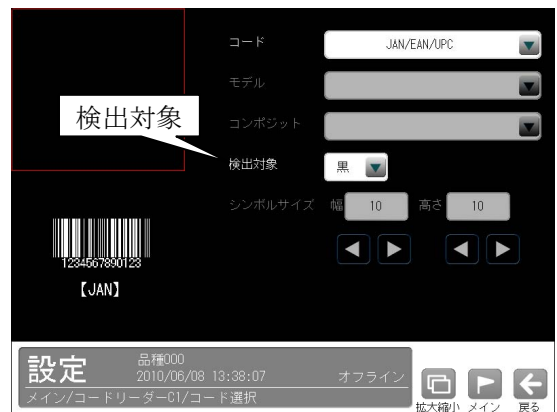 コード
JAN/EAN/UPC
モデル
検出対象
コンポジット
検出対象
黒
シンボルサイズ 幅 10 高さ 10
1234567890123
【JAN】
設定
品種000
2010/06/08 13:38:07
オフライン
メイン/コードリーダーC1/コード選択
拡大縮小 メイン 戻る